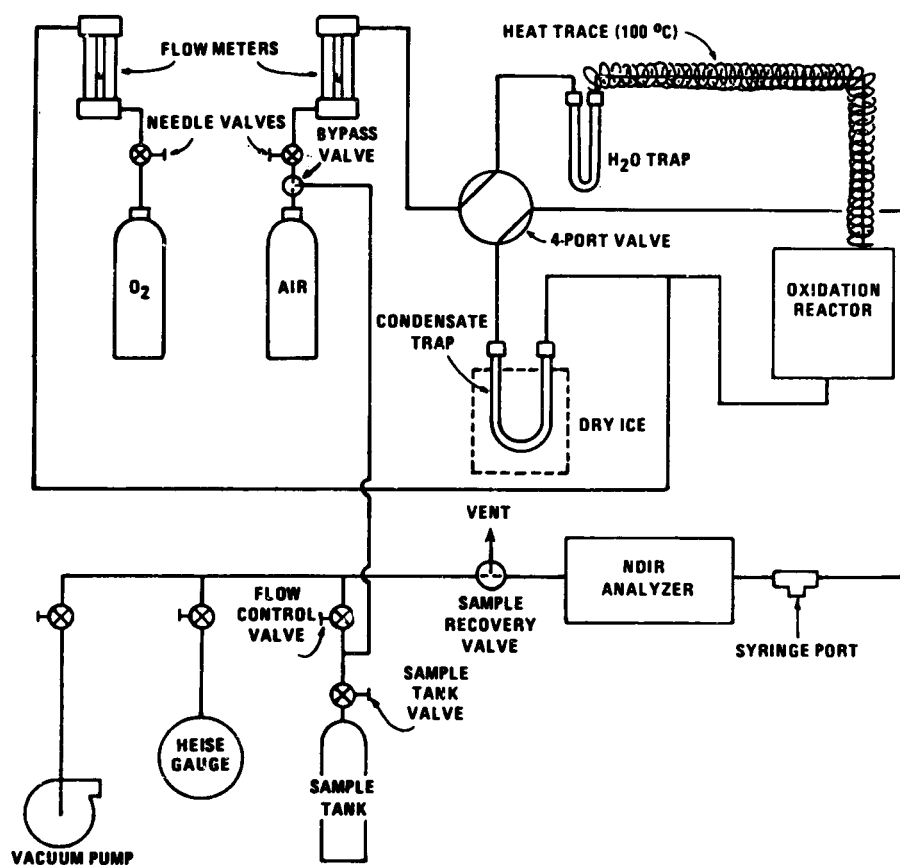 HEAT TRACE (100 ºC)
FLOW METERS
NEEDLE VALVES
BYPASS
VALVE
H2O TRAP
4-PORT VALVE
O2
AIR
OXIDATION
REACTOR
CONDENSATE
TRAP
DRY ICE
VENT
NDIR
ANALYZER
FLOW
CONTROL
VALVE
SAMPLE
RECOVERY
VALVE
SYRINGE PORT
SAMPLE
TANK
VALVE
HEISE
GAUGE
SAMPLE
TANK
VACUUM PUMP